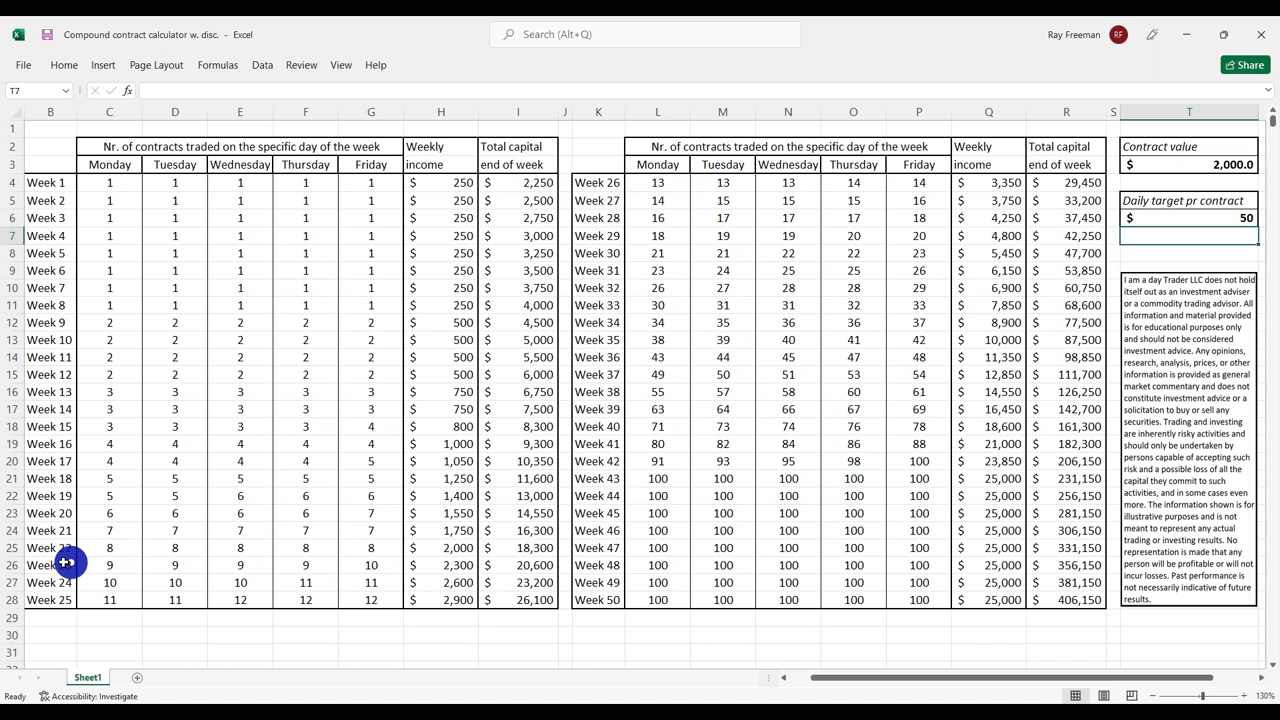 Compound contract calculator w. disc. - Excel
Search (Alt+Q)
Ray Freeman
RF
File Home Insert Page Layout Formulas Data Review View Help
Share
T7
fx
B C D E F G H I J K L M N O P Q R S T
1
2 Nr. of contracts traded on the specific day of the week Weekly Total capital Nr. of contracts traded on the specific day of the week Weekly Total capital Contract value
3 Monday Tuesday Wednesday Thursday Friday income end of week Monday Tuesday Wednesday Thursday Friday income end of week $ 2,000.0
4 Week 1 1 1 1 1 1 $ 250 $ 2,250 Week 26 13 13 13 14 14 $ 3,350 $ 29,450
5 Week 2 1 1 1 1 1 $ 250 $ 2,500 Week 27 14 15 15 15 16 $ 3,750 $ 33,200 Daily target pr contract
6 Week 3 1 1 1 1 1 $ 250 $ 2,750 Week 28 16 17 17 17 18 $ 4,250 $ 37,450 $ 50
7 Week 4 1 1 1 1 1 $ 250 $ 3,000 Week 29 18 19 19 20 20 $ 4,800 $ 42,250
8 Week 5 1 1 1 1 1 $ 250 $ 3,250 Week 30 21 21 22 22 23 $ 5,450 $ 47,700
9 Week 6 1 1 1 1 1 $ 250 $ 3,500 Week 31 23 24 25 25 26 $ 6,150 $ 53,850
10 Week 7 1 1 1 1 1 $ 250 $ 3,750 Week 32 26 27 28 28 29 $ 6,900 $ 60,750
11 Week 8 1 1 1 1 1 $ 250 $ 4,000 Week 33 30 31 31 32 33 $ 7,850 $ 68,600
12 Week 9 2 2 2 2 2 $ 500 $ 4,500 Week 34 34 35 36 36 37 $ 8,900 $ 77,500
13 Week 10 2 2 2 2 2 $ 500 $ 5,000 Week 35 38 39 40 41 42 $ 10,000 $ 87,500
14 Week 11 2 2 2 2 2 $ 500 $ 5,500 Week 36 43 44 45 47 48 $ 11,350 $ 98,850
15 Week 12 2 2 2 2 2 $ 500 $ 6,000 Week 37 49 50 51 53 54 $ 12,850 $ 111,700
16 Week 13 3 3 3 3 3 $ 750 $ 6,750 Week 38 55 57 58 60 61 $ 14,550 $ 126,250
17 Week 14 3 3 3 3 3 $ 750 $ 7,500 Week 39 63 64 66 67 69 $ 16,450 $ 142,700
18 Week 15 3 3 3 3 4 $ 800 $ 8,300 Week 40 71 73 74 76 78 $ 18,600 $ 161,300
19 Week 16 4 4 4 4 4 $ 1,000 $ 9,300 Week 41 80 82 84 86 88 $ 21,000 $ 182,300
20 Week 17 4 4 4 4 5 $ 1,050 $ 10,350 Week 42 91 93 95 98 100 $ 23,850 $ 206,150
21 Week 18 5 5 5 5 5 $ 1,250 $ 11,600 Week 43 100 100 100 100 100 $ 25,000 $ 231,150
22 Week 19 5 5 6 6 6 $ 1,400 $ 13,000 Week 44 100 100 100 100 100 $ 25,000 $ 256,150
23 Week 20 6 6 6 6 7 $ 1,550 $ 14,550 Week 45 100 100 100 100 100 $ 25,000 $ 281,150
24 Week 21 7 7 7 7 7 $ 1,750 $ 16,300 Week 46 100 100 100 100 100 $ 25,000 $ 306,150
25 Week 22 8 8 8 8 8 $ 2,000 $ 18,300 Week 47 100 100 100 100 100 $ 25,000 $ 331,150
26 Week 9 9 9 9 10 $ 2,300 $ 20,600 Week 48 100 100 100 100 100 $ 25,000 $ 356,150
27 Week 24 10 10 10 11 11 $ 2,600 $ 23,200 Week 49 100 100 100 100 100 $ 25,000 $ 381,150
28 Week 25 11 11 12 12 12 $ 2,900 $ 26,100 Week 50 100 100 100 100 100 $ 25,000 $ 406,150
29
30
31
I am a day Trader LLC does not hold
itself out as an investment adviser
or a commodity trading advisor. All
information and material provided
is for educational purposes only
and should not be considered
investment advice. Any opinions,
research, analysis, prices, or other
information is provided as general
market commentary and does not
constitute investment advice or a
solicitation to buy or sell any
securities. Trading and investing
are inherently risky activities and
should only be undertaken by
persons capable of accepting such
risk and a possible loss of all the
capital they commit to such
activities, and in some cases even
more. The information shown is for
illustrative purposes and is not
meant to represent any actual
trading or investing results. No
representation is made that any
person will be profitable or will not
incur losses. Past performance is
not necessarily indicative of future
results.
Sheet1
Ready Accessibility: Investigate 130%